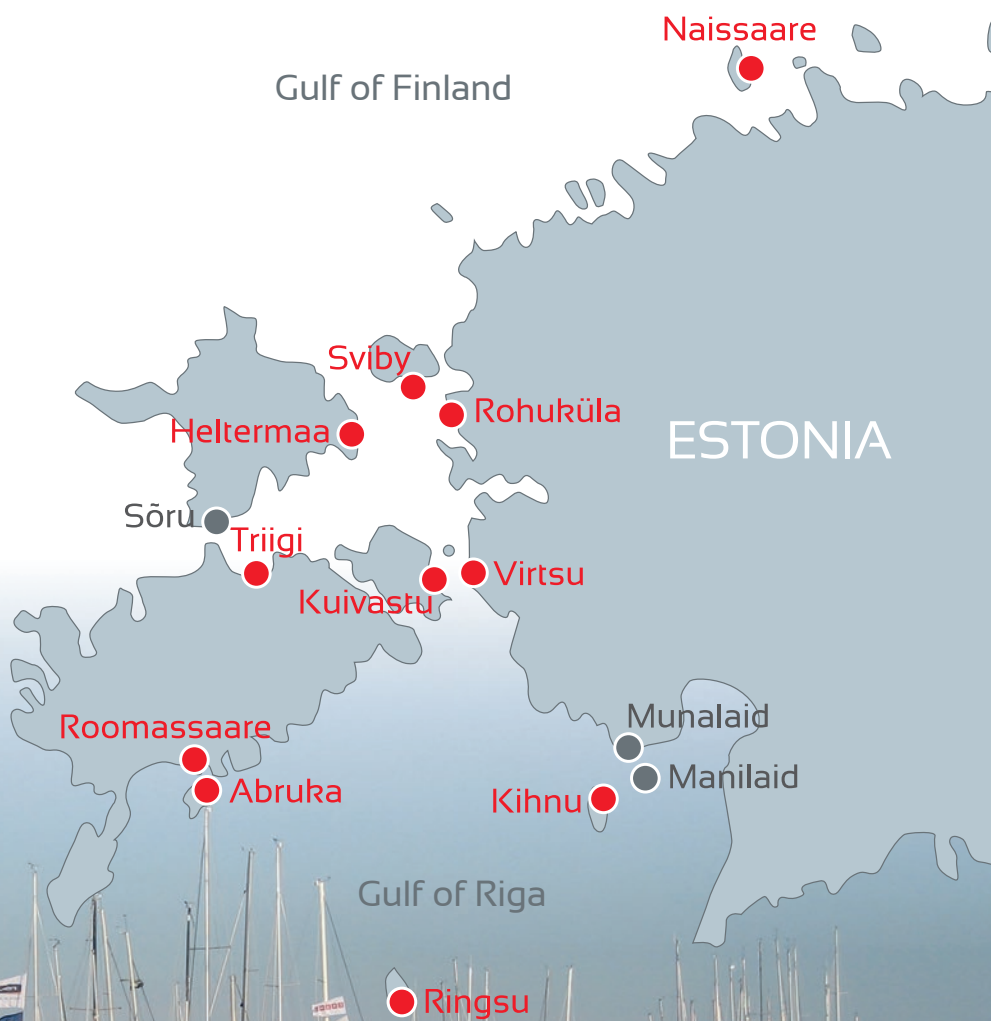 Naissaare
Gulf of Finland
Sviby
Rohuküla
Heltermaa
ESTONIA
Sõru
Triigi
Virtsu
Kuivastu
Munalaid
Roomassaare
Manilaid
Abruka
Kihnu
Gulf of Riga
Ringsu